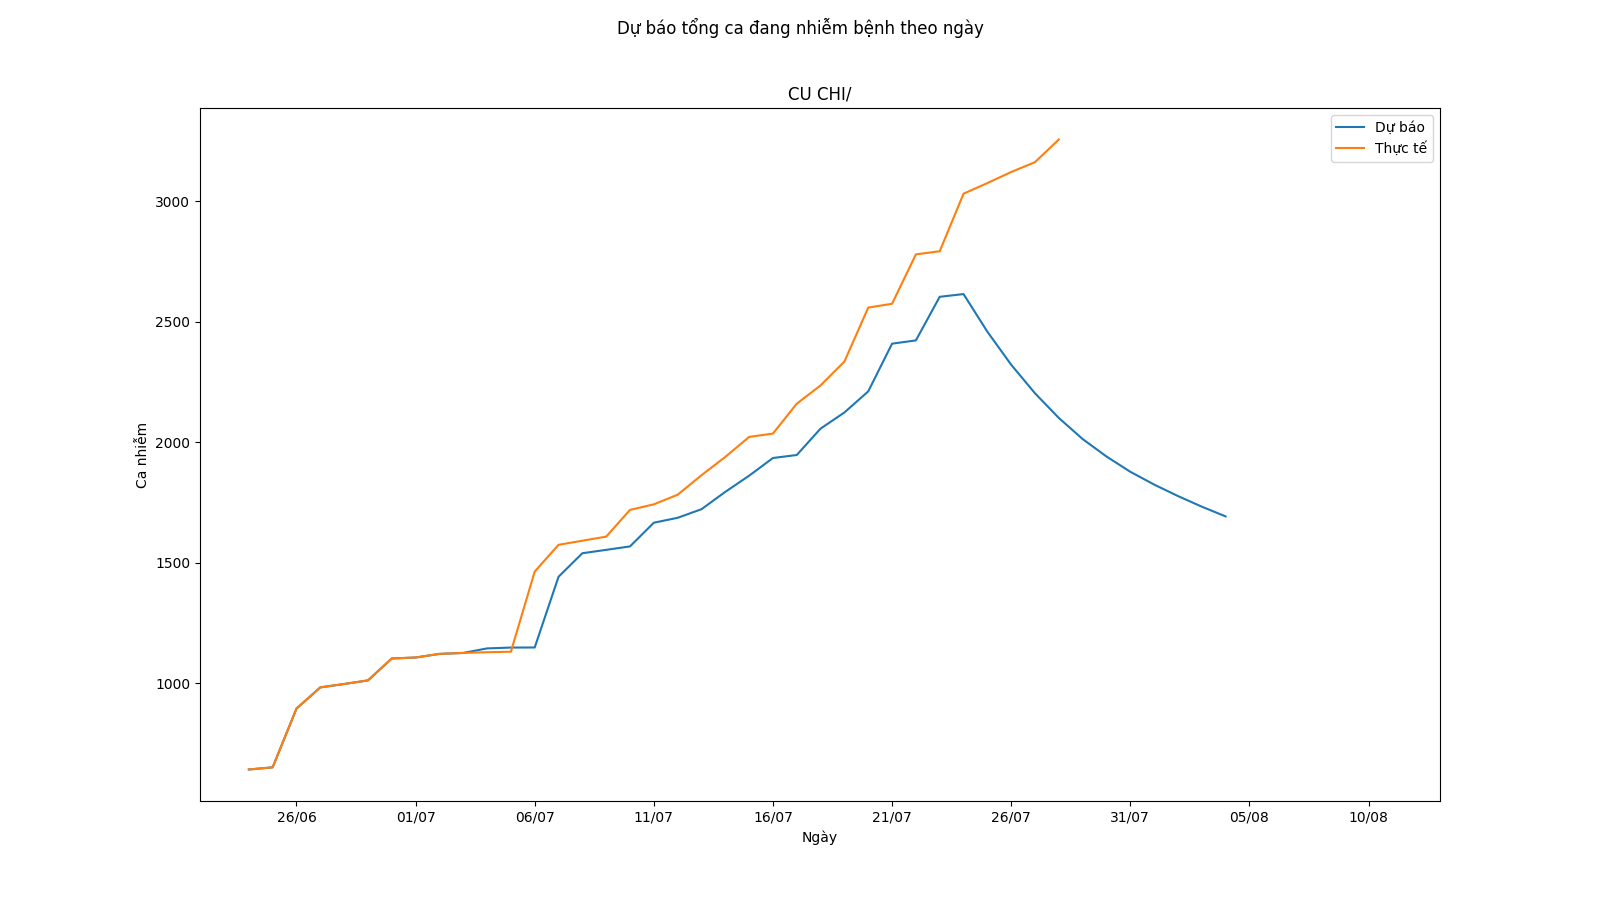 Dự báo tổng ca đang nhiễm bệnh theo ngày
CU CHI/
Dự báo
Thực tế
3000
2500
2000
1500
1000
Ca nhiễm
26/06 01/07 06/07 11/07 16/07 21/07 26/07 31/07 05/08 10/08
Ngày